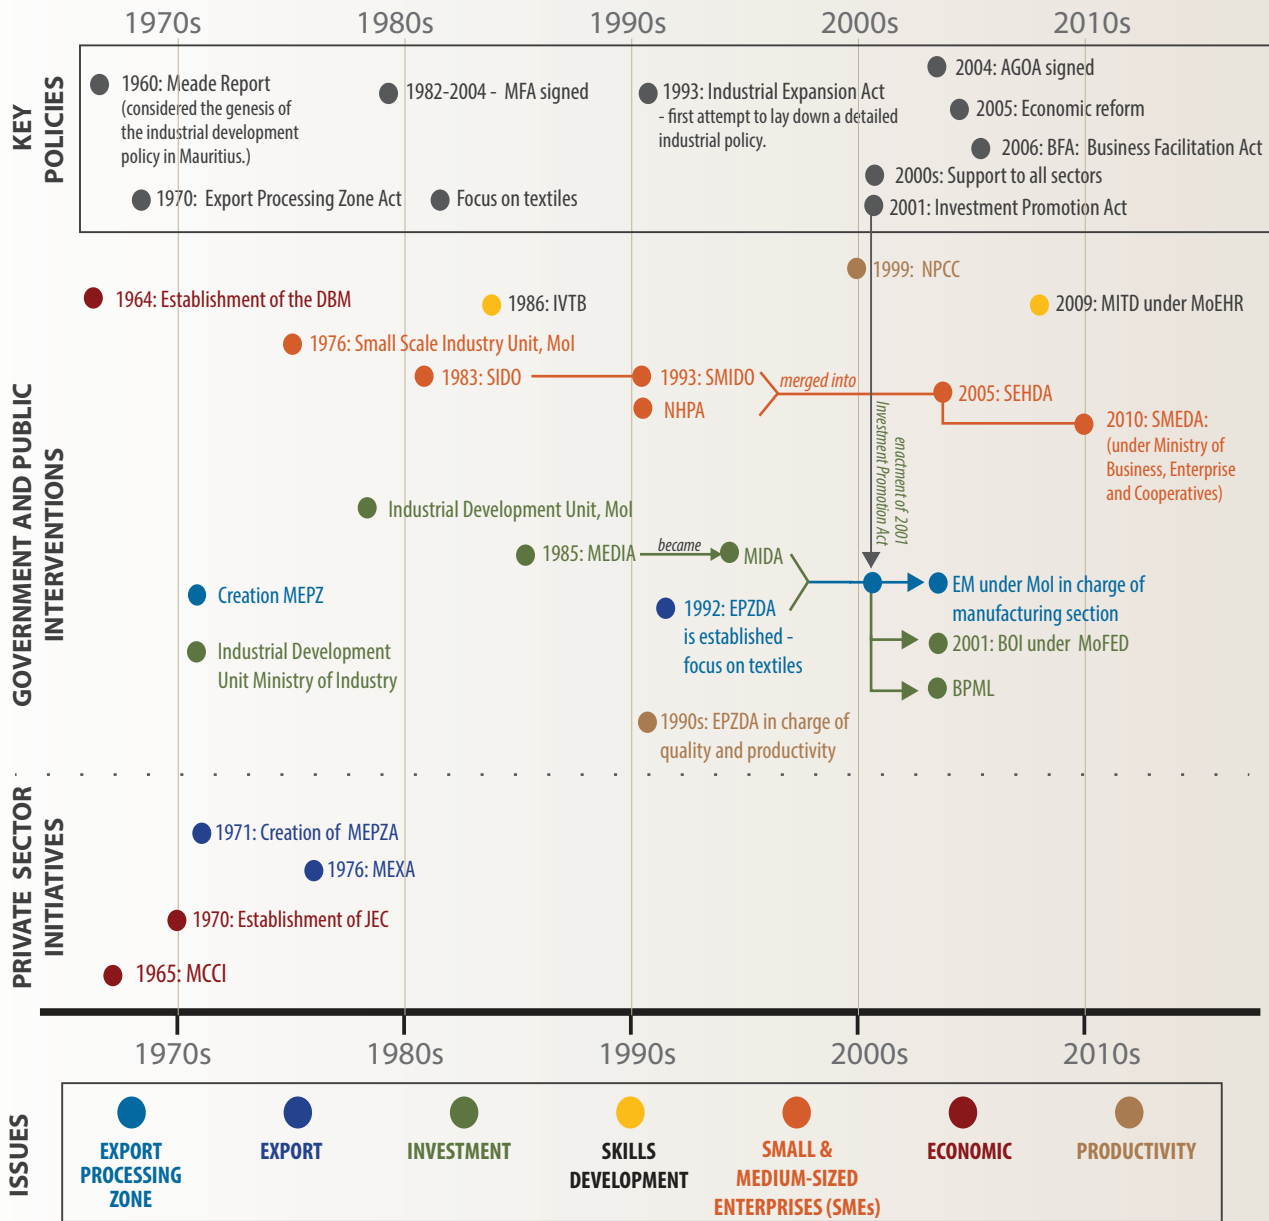 1970s 1980s 1990s 2000s 2010s
KEY
POLICIES
1960: Meade Report
(considered the genesis of
the industrial development
policy in Mauritius.)
1970: Export Processing Zone Act
1982-2004 - MFA signed
Focus on textiles
1993: Industrial Expansion Act
- first attempt to lay down a detailed
industrial policy.
2004: AGOA signed
2005: Economic reform
2006: BFA: Business Facilitation Act
2000s: Support to all sectors
2001: Investment Promotion Act
GOVERNMENT AND PUBLIC
INTERVENTIONS
1999: NPCC
1964: Establishment of the DBM
1986: IVTB
2009: MITD under MoEHR
1976: Small Scale Industry Unit, MoI
1983: SIDO
1993: SMIDO
NHPA
merged into
2005: SEHDA
2010: SMEDA:
(under Ministry of
Business, Enterprise
and Cooperatives)
enactment of 2001
Investment Promotion Act
Industrial Development Unit, MoI
1985: MEDIA
became
MIDA
Creation MEPZ
1992: EPZDA
is established -
focus on textiles
EM under MoI in charge of
manufacturing section
2001: BOI under MoFED
BPML
Industrial Development
Unit Ministry of Industry
1990s: EPZDA in charge of
quality and productivity
PRIVATE SECTOR
INITIATIVES
1971: Creation of MEPZA
1976: MEXA
1970: Establishment of JEC
1965: MCCI
1970s 1980s 1990s 2000s 2010s
ISSUES
EXPORT
PROCESSING
ZONE
EXPORT
INVESTMENT
SKILLS
DEVELOPMENT
SMALL &
MEDIUM-SIZED
ENTERPRISES (SMEs)
ECONOMIC
PRODUCTIVITY